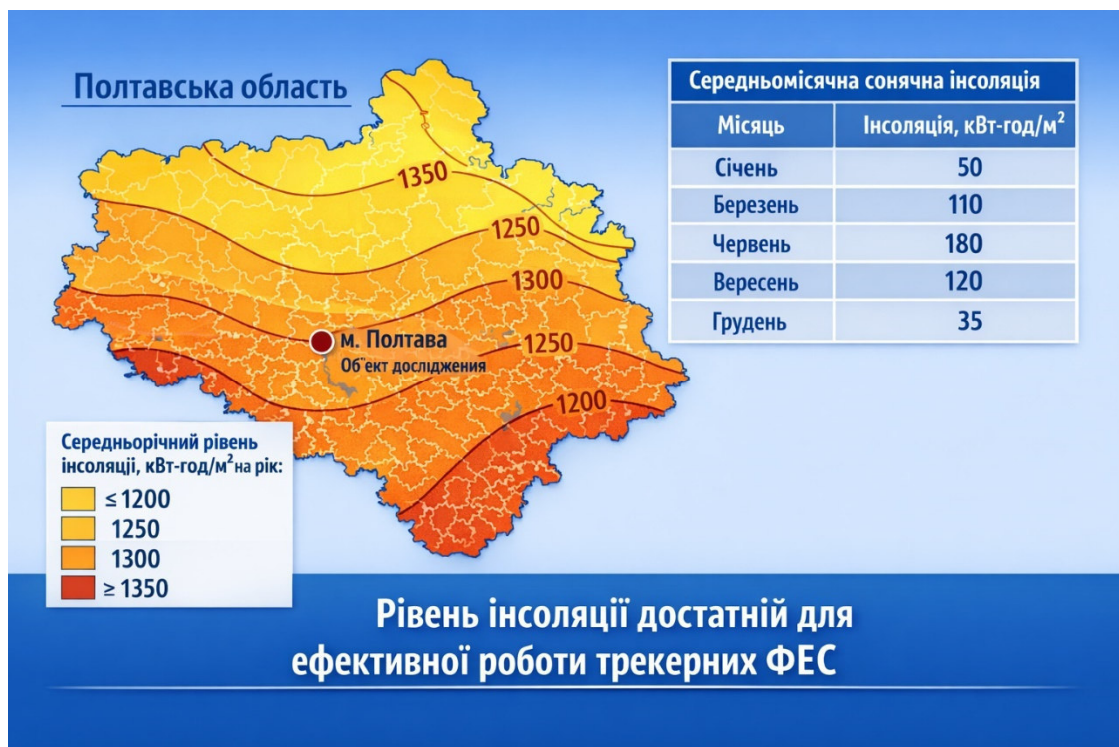 Полтавська область
1350
1250
1300
м. Полтава
Об'ект дослідження
1250
1200
Середньорічний рівень
інсоляції, кВт-год/м² на рік:
≤ 1200
1250
1300
≥ 1350
Середньомісячна сонячна інсоляція
Місяць Інсоляція, кВт-год/м²
Січень 50
Березень 110
Червень 180
Вересень 120
Грудень 35
Рівень інсоляції достатній для
ефективної роботи трекерних ФЕС